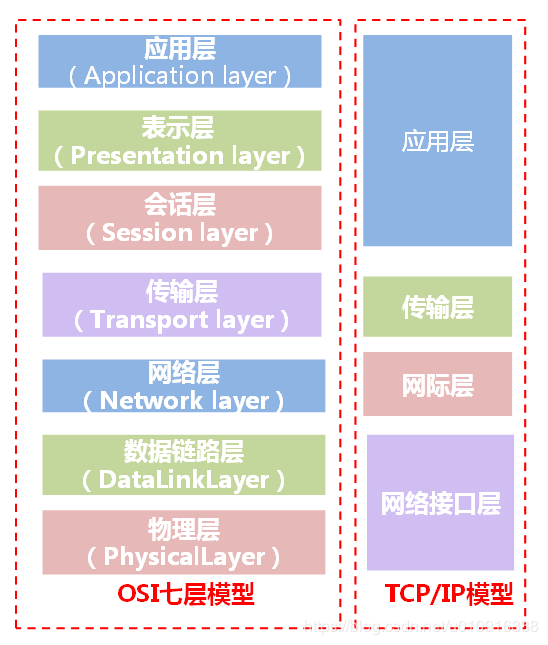 应用层
（Application layer）
表示层
（Presentation layer）
会话层
（Session layer）
传输层
（Transport layer）
网络层
（Network layer）
数据链路层
（DataLinkLayer）
物理层
（PhysicalLayer）
OSI七层模型
应用层
传输层
网际层
网络接口层
TCP/IP模型